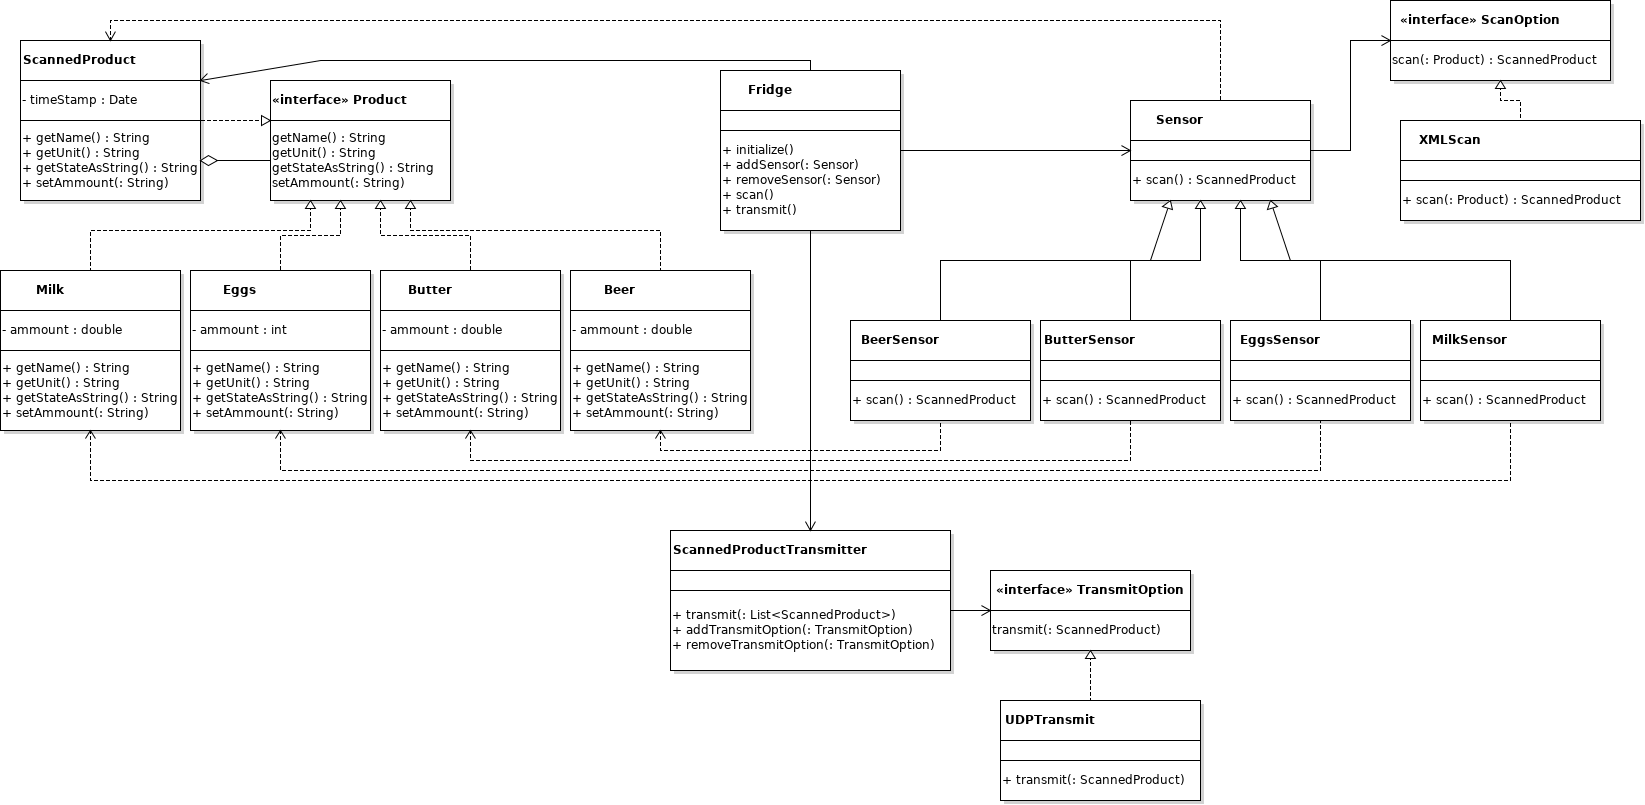 ScannedProduct
- timeStamp : Date
+ getName() : String
+ getUnit() : String
+ getStateAsString() : String
+ setAmmount(: String)
«interface» Product
getName() : String
getUnit() : String
getStateAsString() : String
setAmmount(: String)
Fridge
+ initialize()
+ addSensor(: Sensor)
+ removeSensor(: Sensor)
+ scan()
+ transmit()
Sensor
+ scan() : ScannedProduct
«interface» ScanOption
scan(: Product) : ScannedProduct
XMLScan
+ scan(: Product) : ScannedProduct
Milk
- ammount : double
+ getName() : String
+ getUnit() : String
+ getStateAsString() : String
+ setAmmount(: String)
Eggs
- ammount : int
+ getName() : String
+ getUnit() : String
+ getStateAsString() : String
+ setAmmount(: String)
Butter
- ammount : double
+ getName() : String
+ getUnit() : String
+ getStateAsString() : String
+ setAmmount(: String)
Beer
- ammount : double
+ getName() : String
+ getUnit() : String
+ getStateAsString() : String
+ setAmmount(: String)
BeerSensor
+ scan() : ScannedProduct
ButterSensor
+ scan() : ScannedProduct
EggsSensor
+ scan() : ScannedProduct
MilkSensor
+ scan() : ScannedProduct
ScannedProductTransmitter
+ transmit(: List<ScannedProduct>)
+ addTransmitOption(: TransmitOption)
+ removeTransmitOption(: TransmitOption)
«interface» TransmitOption
transmit(: ScannedProduct)
UDPTransmit
+ transmit(: ScannedProduct)